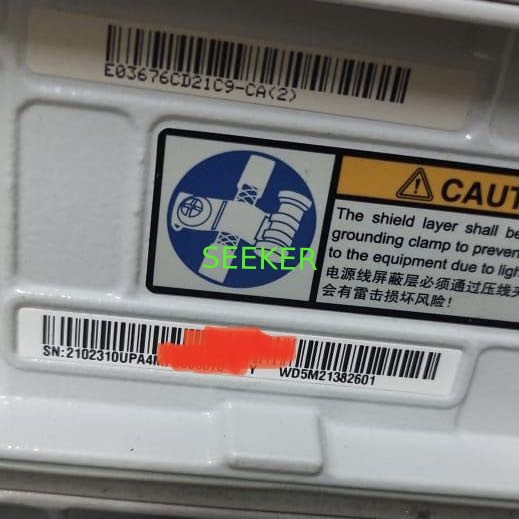 E03676CD21C9-CA(2)
CAUT
The shield layer shall be
grounding clamp to preven
to the equipment due to ligh
电源线屏蔽层必须通过压线夹
会有雷击损坏风险!
SEEKER
SN:2102310UPA4M Y WD5M21382601